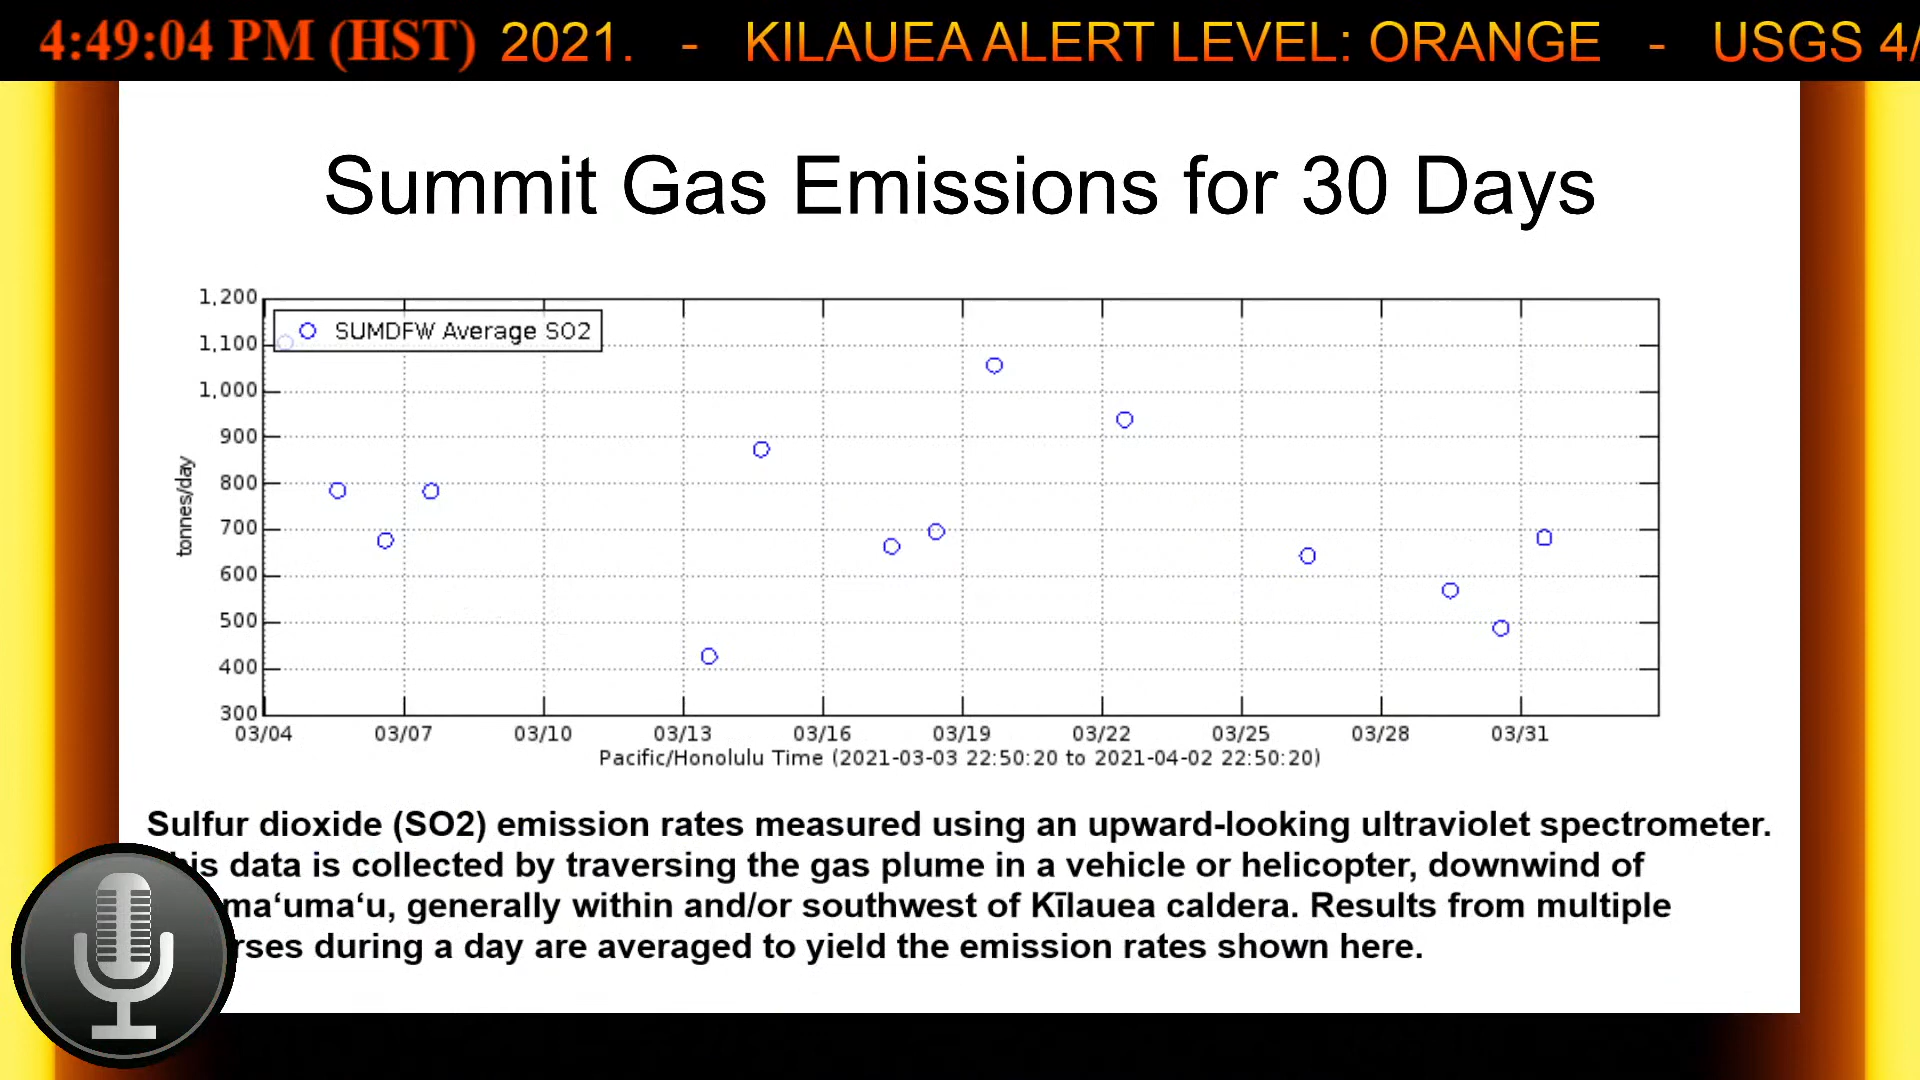 4:49:04 PM (HST) 2021. - KILAUEA ALERT LEVEL: ORANGE - USGS 4/
Summit Gas Emissions for 30 Days
1,200
SUMDFW Average SO2
1,100
1,000
900
800
700
600
500
400
300
tonnes/day
03/04 03/07 03/10 03/13 03/16 03/19 03/22 03/25 03/28 03/31
Pacific/Honolulu Time (2021-03-03 22:50:20 to 2021-04-02 22:50:20)
Sulfur dioxide (SO2) emission rates measured using an upward-looking ultraviolet spectrometer.
data is collected by traversing the gas plume in a vehicle or helicopter, downwind of
maʻumaʻu, generally within and/or southwest of Kīlauea caldera. Results from multiple
rses during a day are averaged to yield the emission rates shown here.